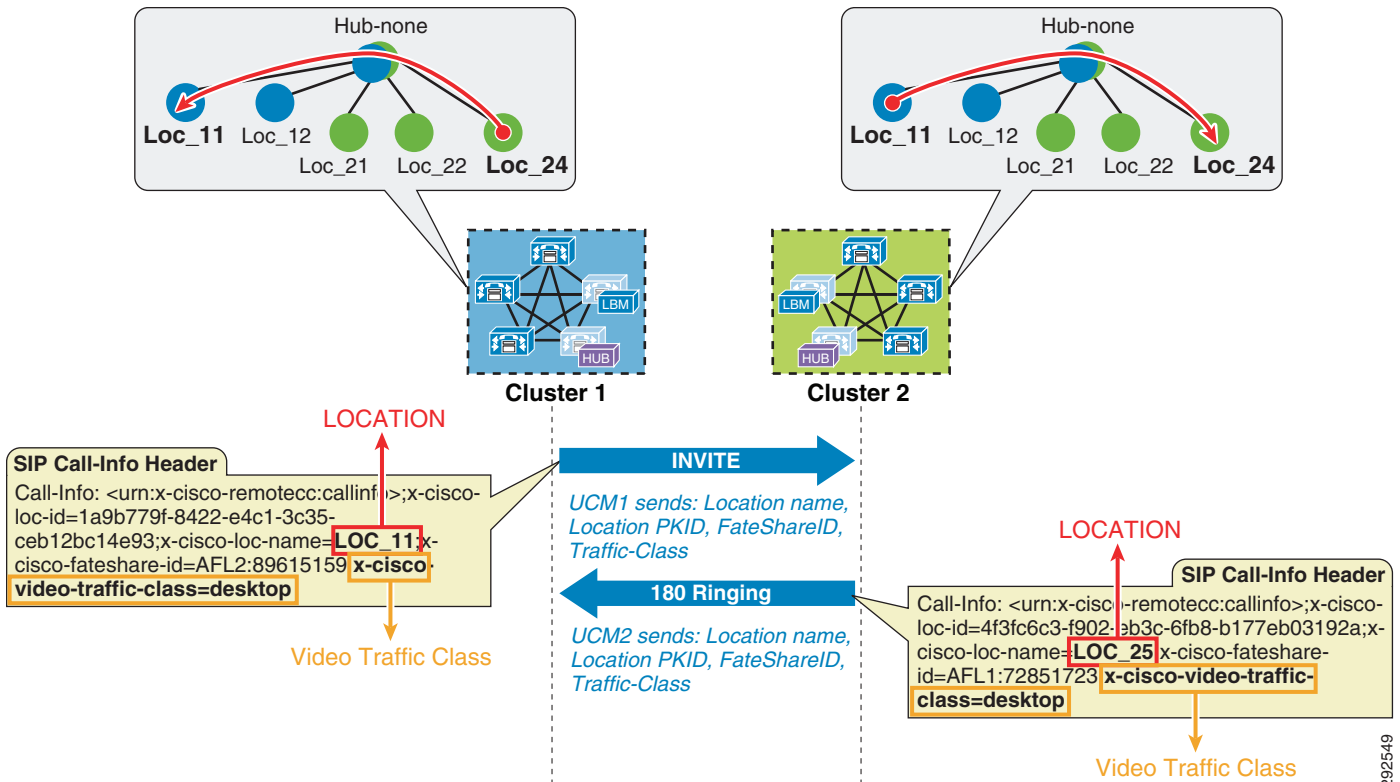 Hub-none
Loc_11
Loc_12
Loc_21
Loc_22
Loc_24
Hub-none
Loc_11
Loc_12
Loc_21
Loc_22
Loc_24
LBM
HUB
Cluster 1
LBM
HUB
Cluster 2
LOCATION
SIP Call-Info Header
Call-Info: <urn:x-cisco-remotecc:callinfo>;x-cisco-
loc-id=1a9b779f-8422-e4c1-3c35-
ceb12bc14e93;x-cisco-loc-name=LOC_11;x-
cisco-fateshare-id=AFL2:89615159 x-cisco-
video-traffic-class=desktop
Video Traffic Class
INVITE
UCM1 sends: Location name,
Location PKID, FateShareID,
Traffic-Class
180 Ringing
UCM2 sends: Location name,
Location PKID, FateShareID,
Traffic-Class
LOCATION
SIP Call-Info Header
Call-Info: <urn:x-cisco-remotecc:callinfo>;x-cisco-
loc-id=4f3fc6c3-f902-eb3c-6fb8-b177eb03192a;x-
cisco-loc-name=LOC_25 x-cisco-fateshare-
id=AFL1:72851723 x-cisco-video-traffic-
class=desktop
Video Traffic Class
292549